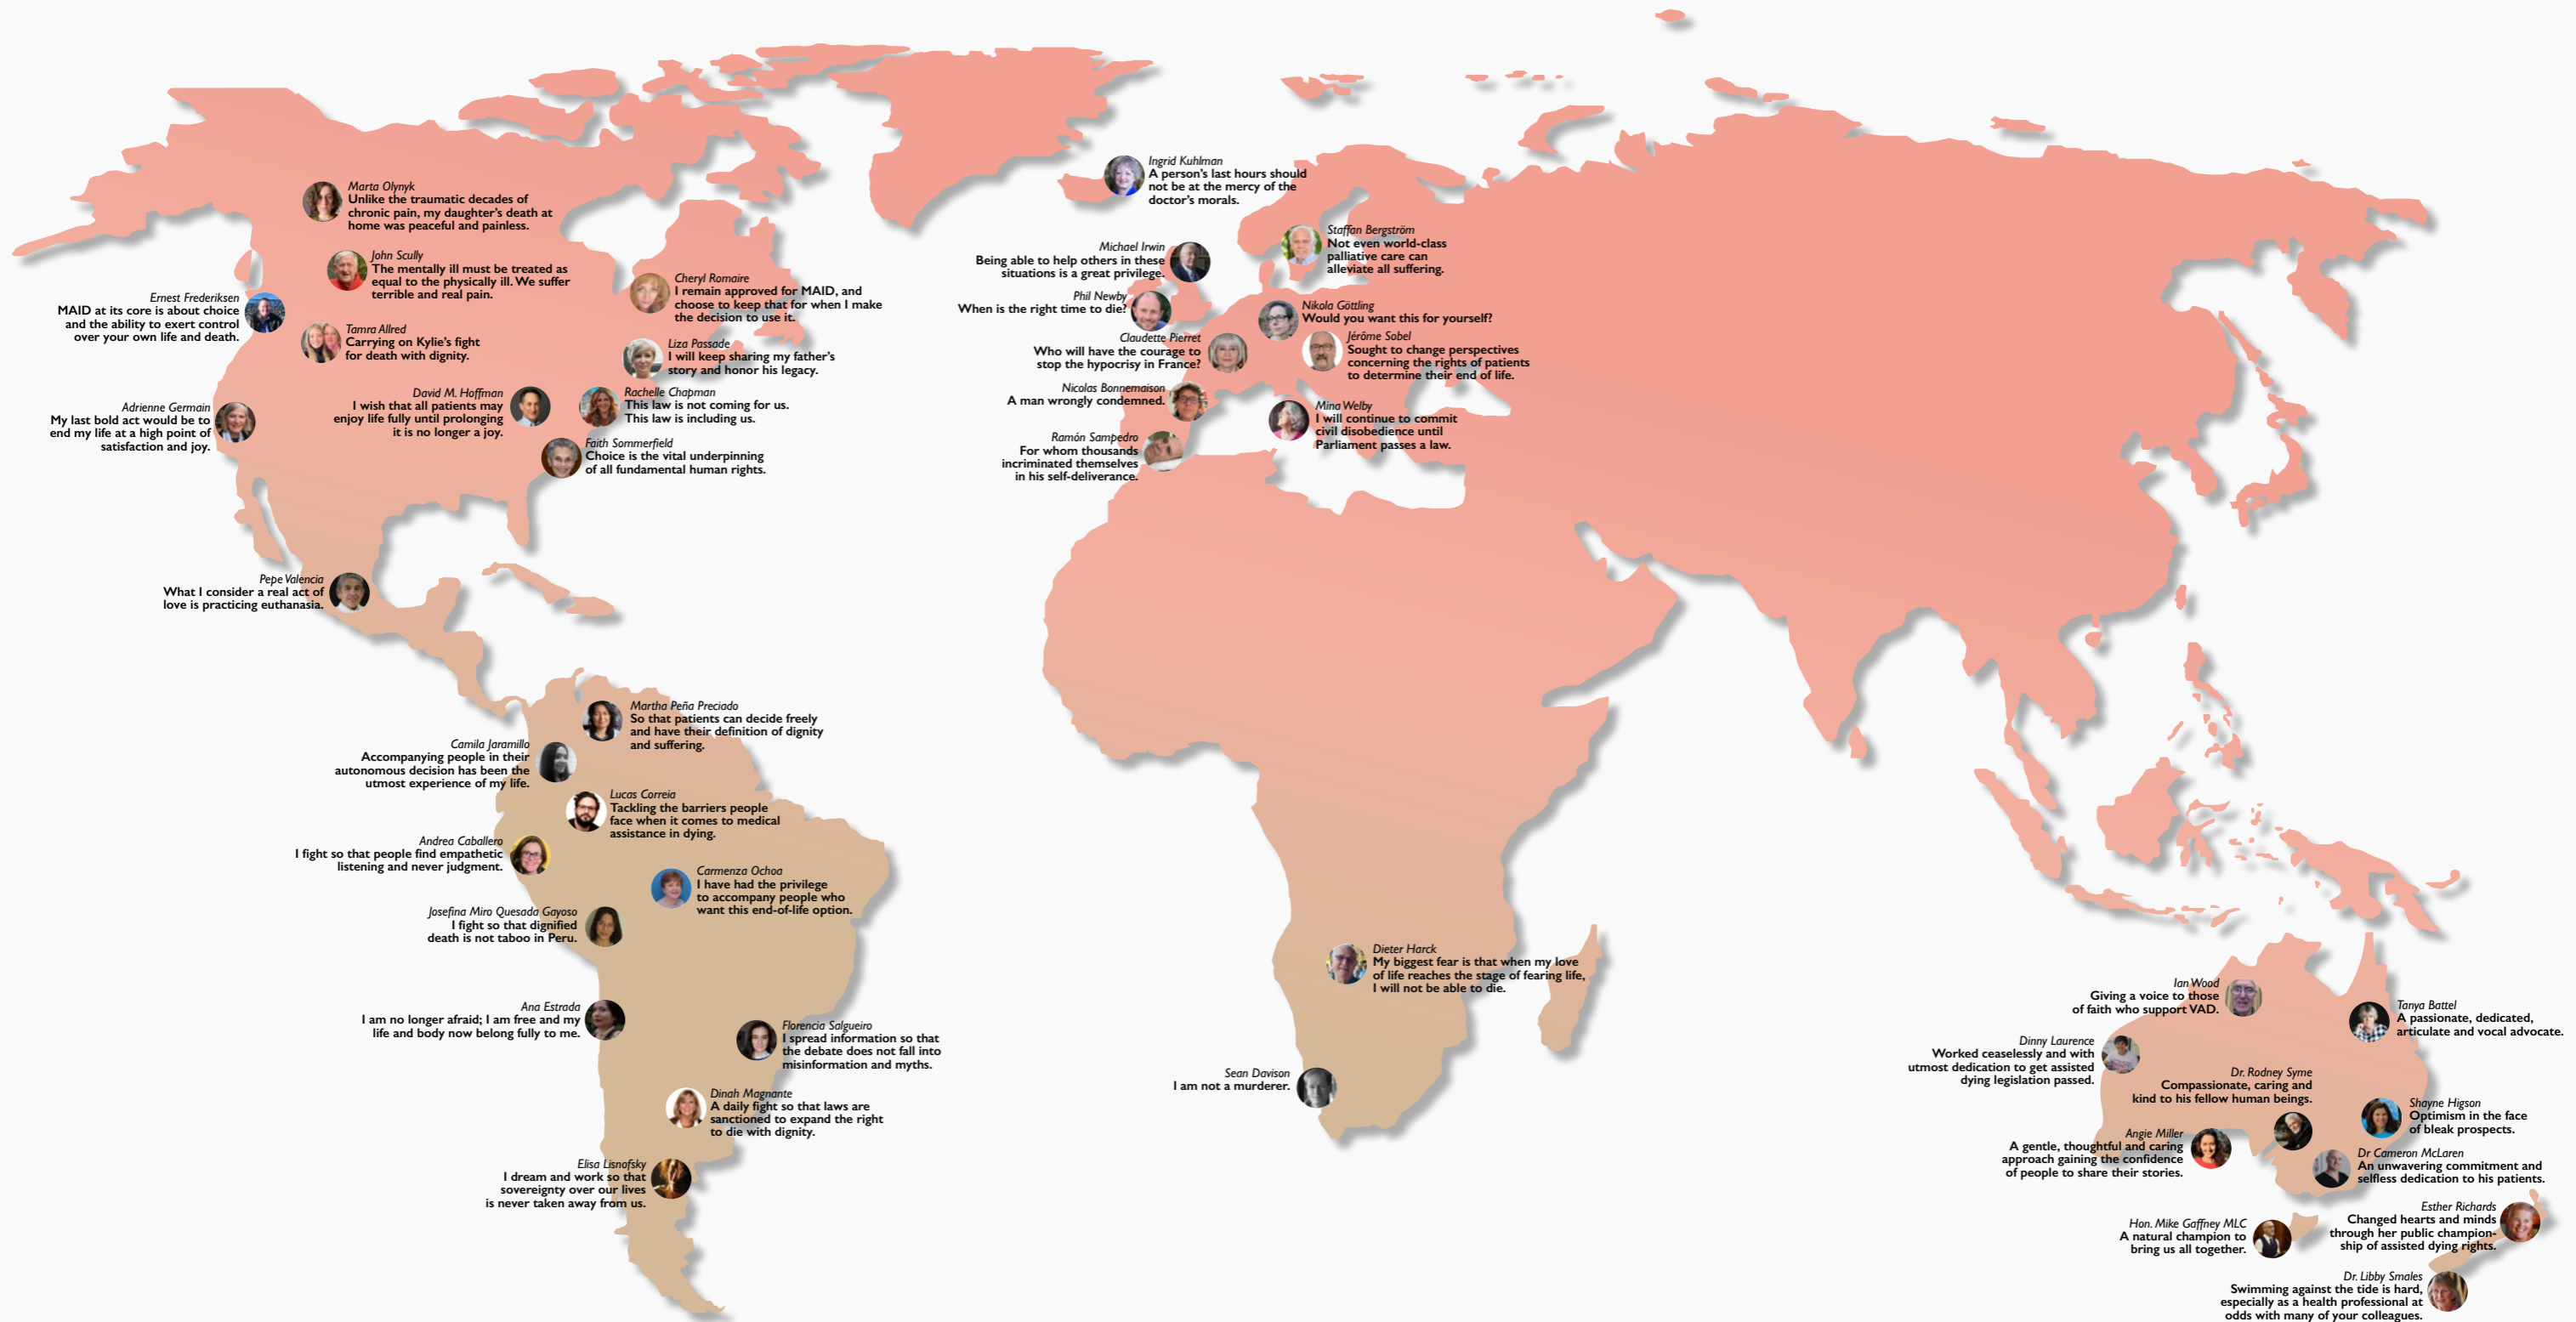 Marta Olynyk
Unlike the traumatic decades of
chronic pain, my daughter's death at
home was peaceful and painless.
John Scully
The mentally ill must be treated as
equal to the physically ill. We suffer
terrible and real pain.
Ernest Frederiksen
MAID at its core is about choice
and the ability to exert control
over your own life and death.
Tamra Allred
Carrying on Kylie's fight
for death with dignity.
Cheryl Romaire
I remain approved for MAID, and
choose to keep that for when I make
the decision to use it.
Liza Passade
I will keep sharing my father's
story and honor his legacy.
David M. Hoffman
I wish that all patients may
enjoy life fully until prolonging
it is no longer a joy.
Rachelle Chapman
This law is not coming for us.
This law is including us.
Adrienne Germain
My last bold act would be to
end my life at a high point of
satisfaction and joy.
Faith Sommerfield
Choice is the vital underpinning
of all fundamental human rights.
Pepe Valencia
What I consider a real act of
love is practicing euthanasia.
Martha Peña Preciado
So that patients can decide freely
and have their definition of dignity
and suffering.
Camila Jaramillo
Accompanying people in their
autonomous decision has been the
utmost experience of my life.
Lucas Correia
Tackling the barriers people
face when it comes to medical
assistance in dying.
Andrea Caballero
I fight so that people find empathetic
listening and never judgment.
Carmenza Ochoa
I have had the privilege
to accompany people who
want this end-of-life option.
Josefina Miro Quesada Gayoso
I fight so that dignified
death is not taboo in Peru.
Ana Estrada
I am no longer afraid; I am free and my
life and body now belong fully to me.
Florencia Salgueiro
I spread information so that
the debate does not fall into
misinformation and myths.
Dinah Magnante
A daily fight so that laws are
sanctioned to expand the right
to die with dignity.
Elisa Lisnofsky
I dream and work so that
sovereignty over our lives
is never taken away from us.
Ingrid Kuhlman
A person's last hours should
not be at the mercy of the
doctor's morals.
Staffan Bergström
Not even world-class
palliative care can
alleviate all suffering.
Michael Irwin
Being able to help others in these
situations is a great privilege.
Phil Newby
When is the right time to die?
Nikola Göttling
Would you want this for yourself?
Claudette Pierret
Who will have the courage to
stop the hypocrisy in France?
Jérôme Sobel
Sought to change perspectives
concerning the rights of patients
to determine their end of life.
Nicolas Bonnemaison
A man wrongly condemned.
Mina Welby
I will continue to commit
civil disobedience until
Parliament passes a law.
Ramón Sampedro
For whom thousands
incriminated themselves
in his self-deliverance.
Dieter Harck
My biggest fear is that when my love
of life reaches the stage of fearing life,
I will not be able to die.
Sean Davison
I am not a murderer.
Ian Wood
Giving a voice to those
of faith who support VAD.
Tanya Battel
A passionate, dedicated,
articulate and vocal advocate.
Dinny Laurence
Worked ceaselessly and with
utmost dedication to get assisted
dying legislation passed.
Dr. Rodney Syme
Compassionate, caring and
kind to his fellow human beings.
Shayne Higson
Optimism in the face
of bleak prospects.
Angie Miller
A gentle, thoughtful and caring
approach gaining the confidence
of people to share their stories.
Dr Cameron McLaren
An unwavering commitment and
selfless dedication to his patients.
Hon. Mike Gaffney MLC
A natural champion to
bring us all together.
Esther Richards
Changed hearts and minds
through her public champion-
ship of assisted dying rights.
Dr. Libby Smales
Swimming against the tide is hard,
especially as a health professional at
odds with many of your colleagues.